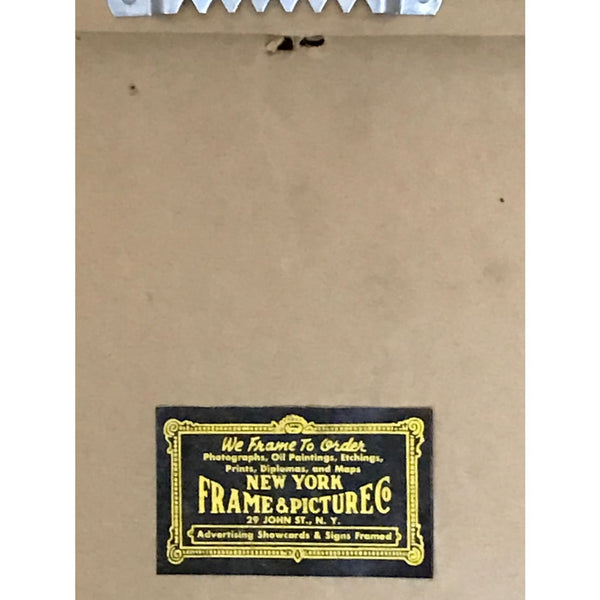 We Frame To Order
Photographs, Oil Paintings, Etchings,
Prints, Diplomas, and Maps
NEW YORK
FRAME & PICTURE Co
29 JOHN ST., N. Y.
Advertising Showcards & Signs Framed